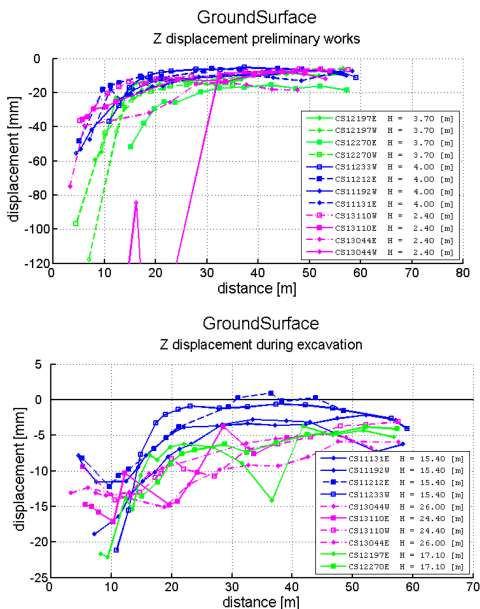 GroundSurface
Z displacement preliminary works
0
-20
-40
-60
-80
-100
-120
displacement [mm]
CS12197E H = 3.70 [m]
CS12197W H = 3.70 [m]
CS12270E H = 3.70 [m]
CS12270W H = 3.70 [m]
CS11233W H = 4.00 [m]
CS11212E H = 4.00 [m]
CS11192W H = 4.00 [m]
CS11131E H = 4.00 [m]
CS13110W H = 2.40 [m]
CS13110E H = 2.40 [m]
CS13044E H = 2.40 [m]
CS13044W H = 2.40 [m]
0 10 20 30 40 50 60 70 80
distance [m]
GroundSurface
Z displacement during excavation
5
0
-5
-10
-15
-20
-25
displacement [mm]
CS11131E H = 15.40 [m]
CS11192W H = 15.40 [m]
CS11212E H = 15.40 [m]
CS11233W H = 15.40 [m]
CS13044W H = 26.00 [m]
CS13110E H = 24.40 [m]
CS13110W H = 24.40 [m]
CS13044E H = 26.00 [m]
CS12197E H = 17.10 [m]
CS12270E H = 17.10 [m]
0 10 20 30 40 50 60 70
distance [m]